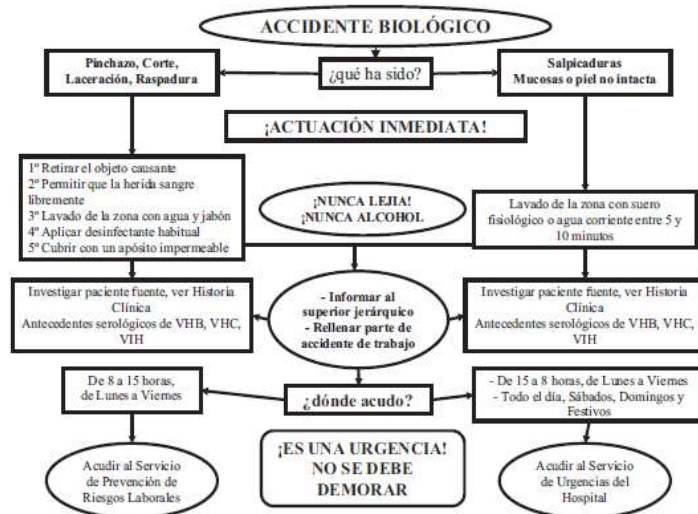 ACCIDENTE BIOLÓGICO
Pinchazo, Corte,
Laceración, Raspadura
¿qué ha sido?
Salpicaduras
Mucosas o piel no intacta
¡ACTUACIÓN INMEDIATA!
1º Retirar el objeto causante
2º Permitir que la herida sangre
libremente
3º Lavado de la zona con agua y jabón
4º Aplicar desinfectante habitual
5º Cubrir con un apósito impermeable
¡NUNCA LEJIA!
¡NUNCA ALCOHOL
Lavado de la zona con suero
fisiológico o agua corriente entre 5 y
10 minutos
Investigar paciente fuente, ver Historia
Clínica
Antecedentes serológicos de VHB, VHC,
VIH
- Informar al
superior jerárquico
- Rellenar parte de
accidente de trabajo
Investigar paciente fuente, ver Historia
Clínica
Antecedentes serológicos de VHB, VHC,
VIH
De 8 a 15 horas,
de Lunes a Viernes
¿dónde acudo?
- De 15 a 8 horas, de Lunes a Viernes
- Todo el día, Sábados, Domingos y
Festivos
Acudir al Servicio
de Prevención de
Riesgos Laborales
¡ES UNA URGENCIA!
NO SE DEBE
DEMORAR
Acudir al Servicio
de Urgencias del
Hospital